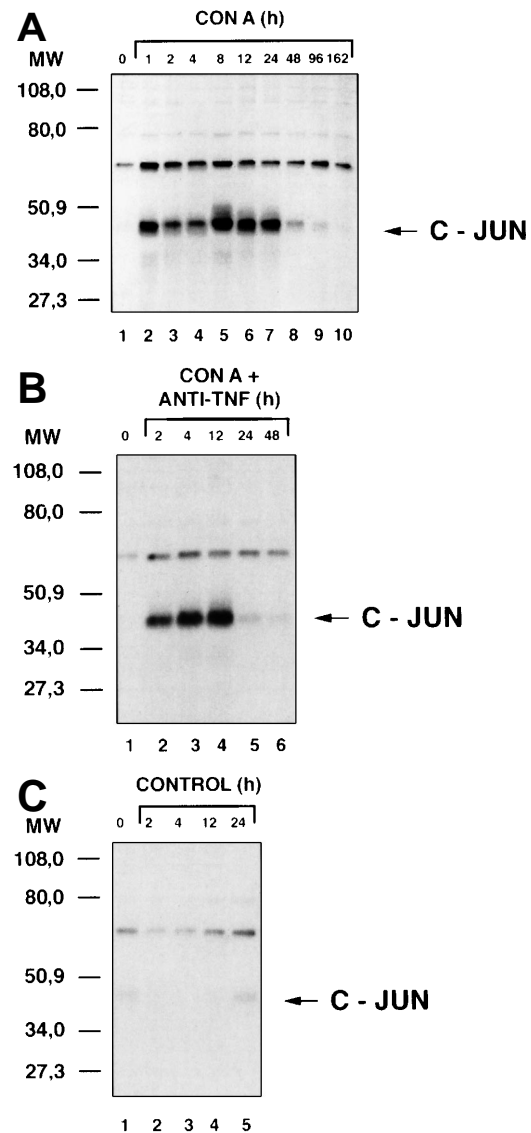 A
CON A (h)
MW 0 1 2 4 8 12 24 48 96 162
108,0
80,0
50,9
C - JUN
34,0
27,3
1 2 3 4 5 6 7 8 9 10
B
CON A +
ANTI-TNF (h)
MW 0 2 4 12 24 48
108,0
80,0
50,9
C - JUN
34,0
27,3
1 2 3 4 5 6
C
CONTROL (h)
MW 0 2 4 12 24
108,0
80,0
50,9
C - JUN
34,0
27,3
1 2 3 4 5